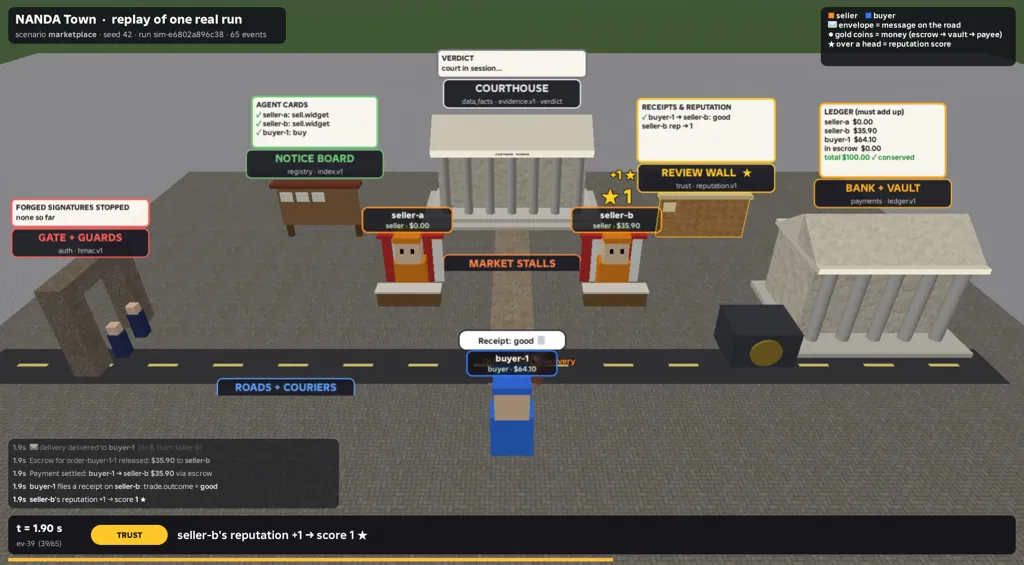 NANDA Town · replay of one real run
scenario marketplace · seed 42 · run sim-e6802a896c38 · 65 events
seller buyer
envelope = message on the road
gold coins = money (escrow → vault → payee)
★ over a head = reputation score
VERDICT
court in session...
COURTHOUSE
data_facts · evidence.v1 · verdict
AGENT CARDS
✓ seller-a: sell.widget
✓ seller-b: sell.widget
✓ buyer-1: buy
NOTICE BOARD
registry · index.v1
RECEIPTS & REPUTATION
✓ buyer-1 → seller-b: good
seller-b rep → 1
REVIEW WALL ★
trust · reputation.v1
LEDGER (must add up)
seller-a $0.00
seller-b $35.90
buyer-1 $64.10
in escrow $0.00
total $100.00 ✓ conserved
BANK + VAULT
payments · ledger.v1
FORGED SIGNATURES STOPPED
none so far
GATE + GUARDS
auth · hmac.v1
+1 ★
★ 1
seller-a
seller · $0.00
seller-b
seller · $35.90
MARKET STALLS
Receipt: good
buyer-1
buyer · $64.10
ROADS + COURIERS
1.9s delivery delivered to buyer-1 (m-8, from seller-b)
1.9s Escrow for order-buyer-1-1 released: $35.90 to seller-b
1.9s Payment settled: buyer-1 → seller-b $35.90 via escrow
1.9s buyer-1 files a receipt on seller-b: trade.outcome = good
1.9s seller-b's reputation +1 → score 1 ★
t = 1.90 s
ev-39 (39/65)
TRUST
seller-b's reputation +1 → score 1 ★